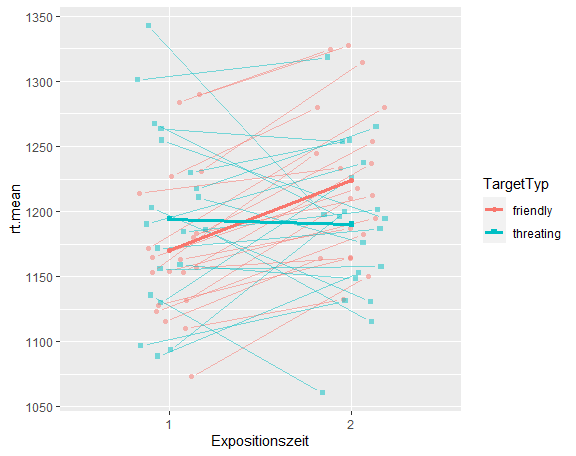 1350
1300
1250
1200
1150
1100
1050
rt.mean
1
2
Expositionszeit
TargetTyp
friendly
threating